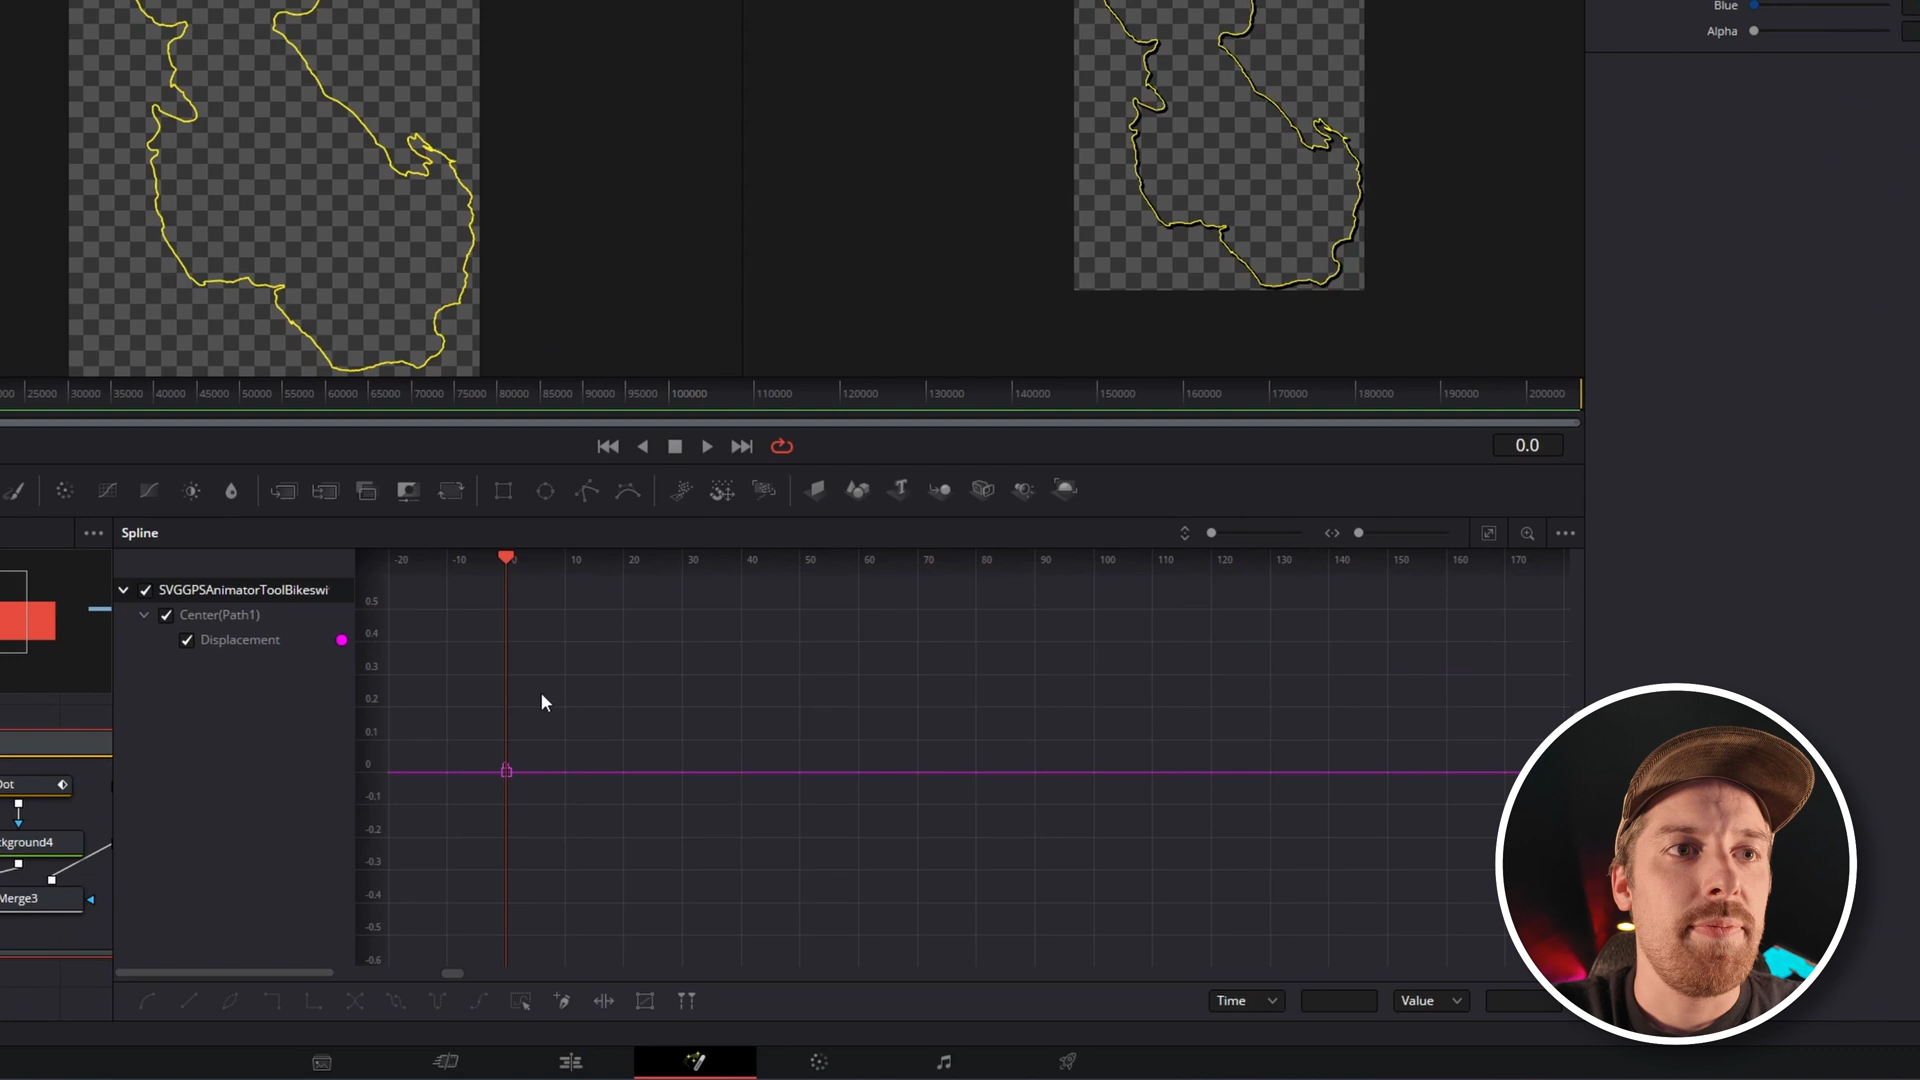 Blue
Alpha
25000 30000 35000 40000 45000 50000 55000 60000 65000 70000 75000 80000 85000 90000 95000 100000 110000 120000 130000 140000 150000 160000 170000 180000 190000 200000
0.0
Spline
-20 -10 0 10 20 30 40 50 60 70 80 90 100 110 120 130 140 150 160 170
SVGGPSAnimatorToolBikeswi
Center(Path1)
Displacement
0.5
0.4
0.3
0.2
0.1
0
-0.1
-0.2
-0.3
-0.4
-0.5
-0.6
Dot
ckground4
Merge3
Time
Value